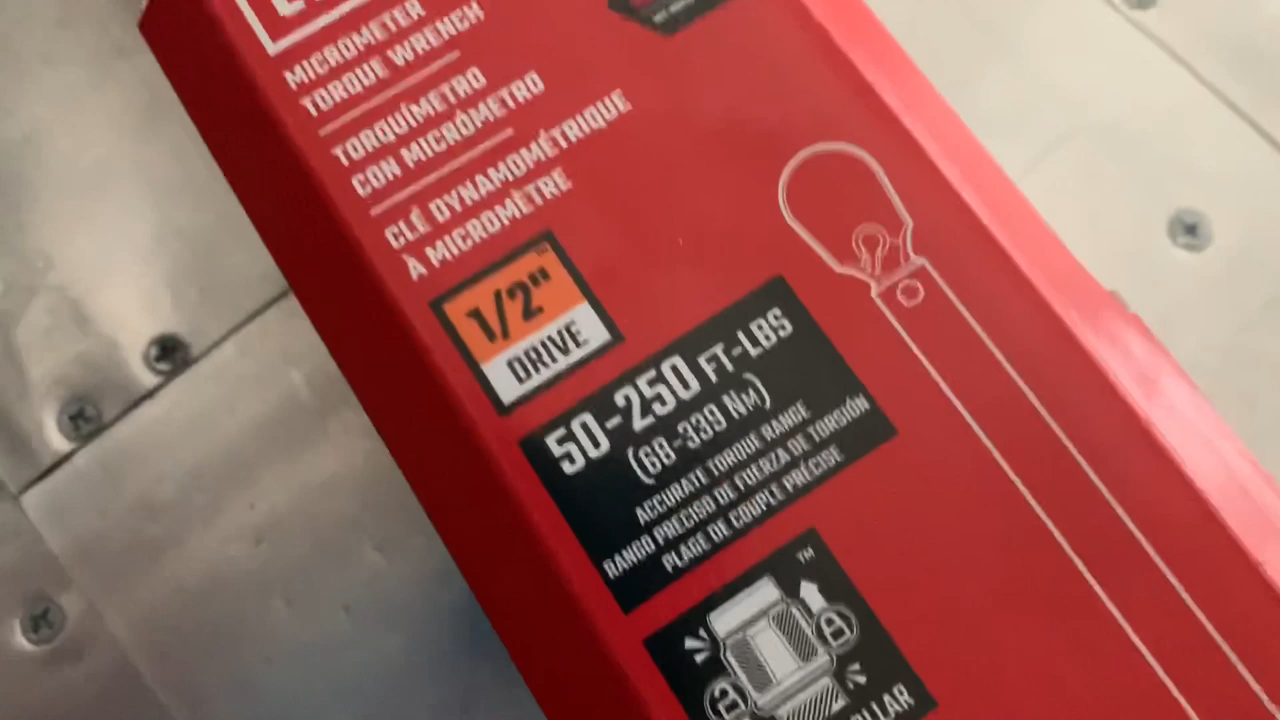 MICROMETER
TORQUE WRENCH
TORQUÍMETRO
CON MICRÓMETRO
CLÉ DYNAMOMÉTRIQUE
À MICROMÈTRE
1/2"
DRIVE
50-250 FT-LBS
(68-339 NM)
ACCURATE TORQUE RANGE
RANGO PRECISO DE FUERZA DE TORSIÓN
PLAGE DE COUPLE PRÉCISE
TM